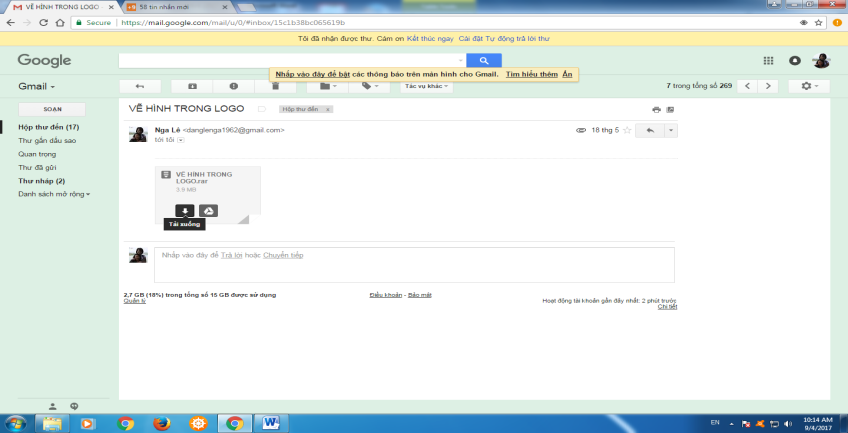 VẼ HÌNH TRONG LOGO
58 tin nhắn mới
Secure https://mail.google.com/mail/u/0/#inbox/15c1b38bc065619b
Tôi đã nhận được thư. Cảm ơn Kết thúc ngay Cài đặt Tự động trả lời thư
Google
Nhấp vào đây để bật các thông báo trên màn hình cho Gmail. Tìm hiểu thêm Ẩn
Gmail
Tác vụ khác
7 trong tổng số 269
SOẠN
VẼ HÌNH TRONG LOGO
Hộp thư đến x
Hộp thư đến (17)
Thư gắn dấu sao
Quan trọng
Thư đã gửi
Thư nháp (2)
Danh sách mở rộng
Nga Lê <danglenga1962@gmail.com>
18 thg 5
tới tôi
VẼ HÌNH TRONG
LOGO.rar
3.9 MB
Tải xuống
Nhấp vào đây để Trả lời hoặc Chuyển tiếp
2,7 GB (18%) trong tổng số 15 GB được sử dụng
Quản lý
Điều khoản - Bảo mật
Hoạt động tài khoản gần đây nhất: 2 phút trước
Chi tiết
EN
10:14 AM
9/4/2017